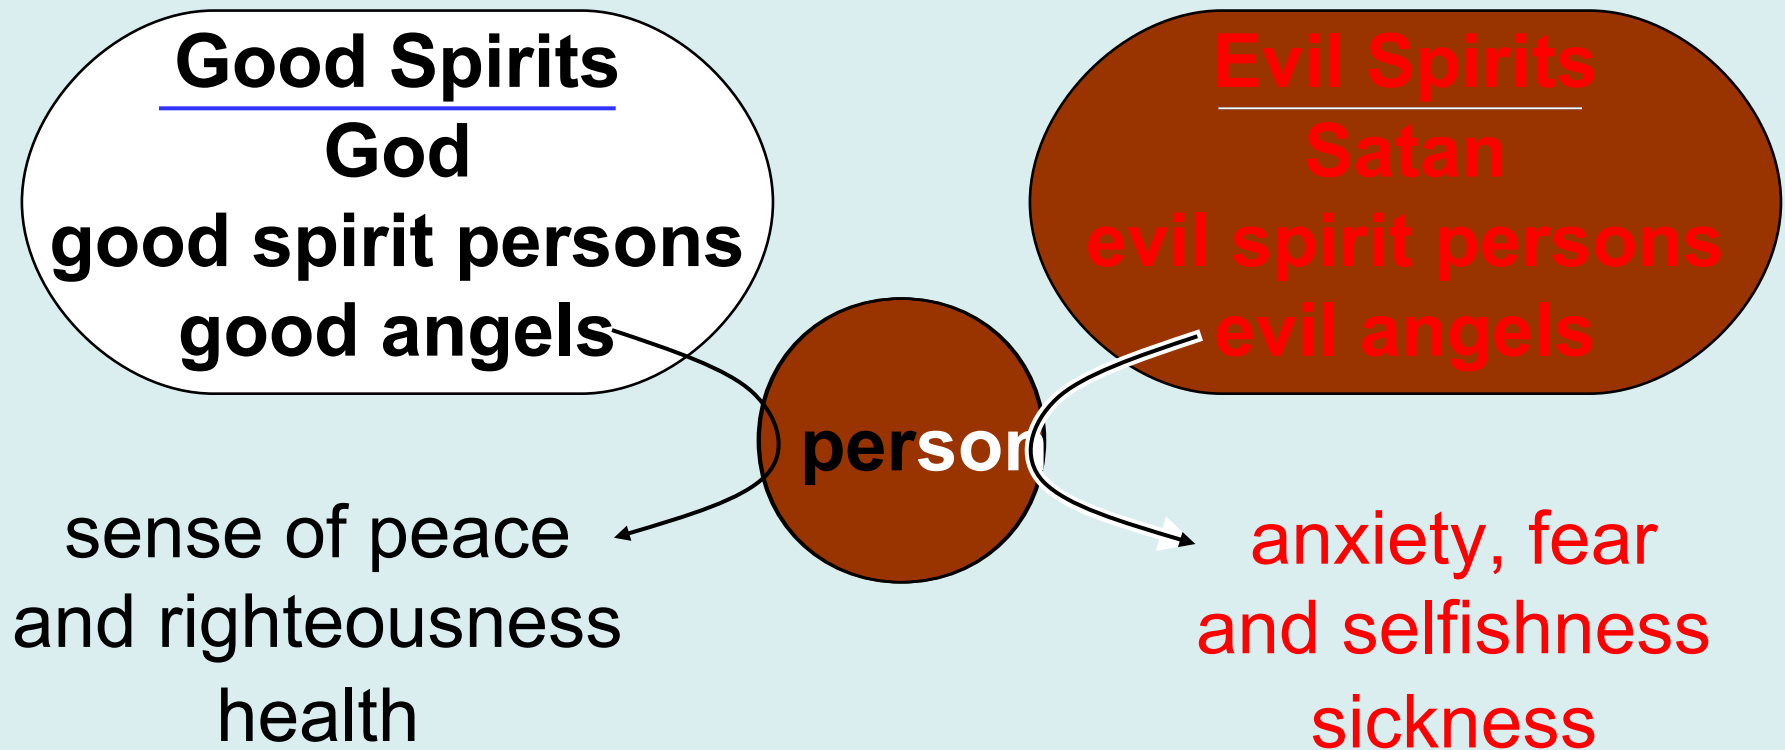 Good Spirits
God
good spirit persons
good angels
Evil Spirits
Satan
evil spirit persons
evil angels
person
sense of peace
and righteousness
health
anxiety, fear
and selfishness
sickness